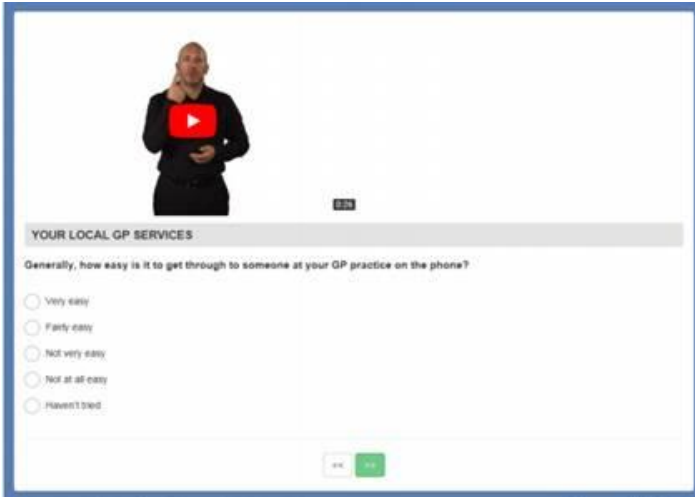 0:26
YOUR LOCAL GP SERVICES
Generally, how easy is it to get through to someone at your GP practice on the phone?
Very easy
Fairly easy
Not very easy
Not at all easy
Haven't tried
<< >>